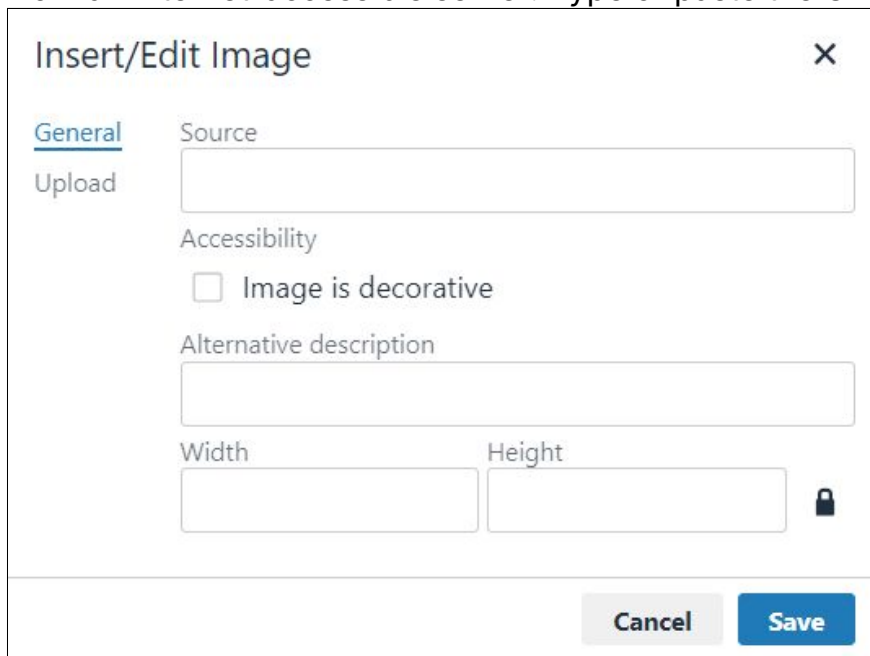 Insert/Edit Image
General
Source
Upload
Accessibility
Image is decorative
Alternative description
Width Height
Cancel Save